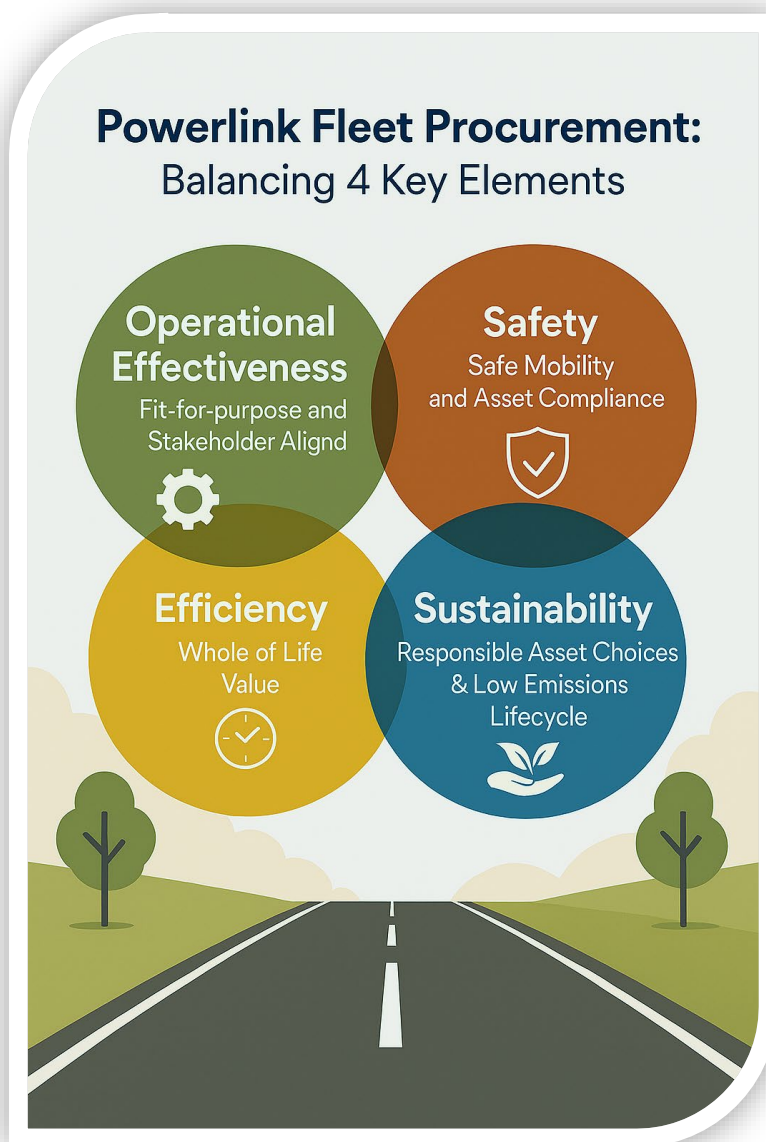 Powerlink Fleet Procurement:
Balancing 4 Key Elements
Operational
Effectiveness
Fit-for-purpose and
Stakeholder Alignd
Safety
Safe Mobility
and Asset Compliance
Efficiency
Whole of Life
Value
Sustainability
Responsible Asset Choices
& Low Emissions
Lifecycle